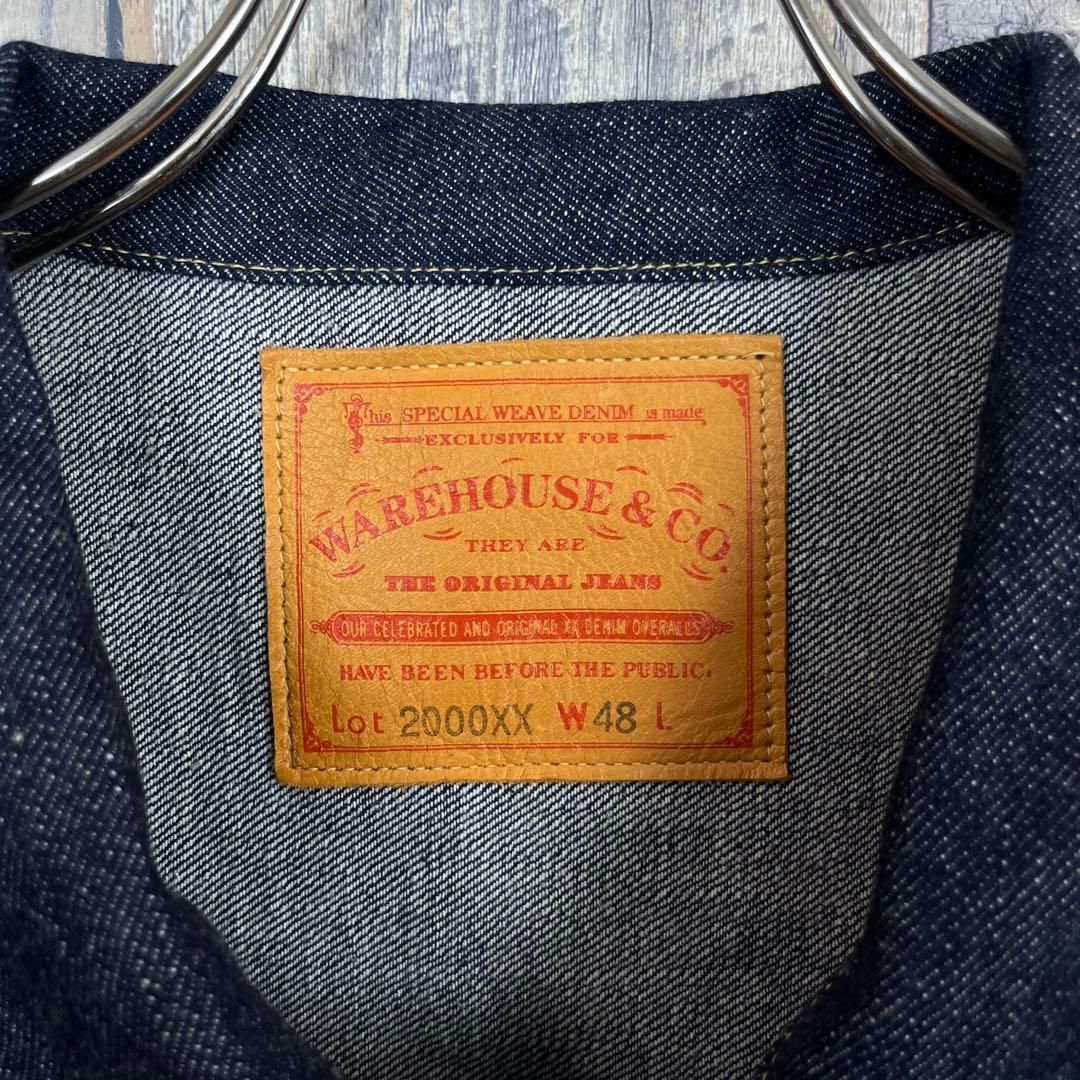 This SPECIAL WEAVE DENIM is made
EXCLUSIVELY FOR
WAREHOUSE & CO.
THEY ARE
THE ORIGINAL JEANS
OUR CELEBRATED AND ORIGINAL XX DENIM OVERALLS
HAVE BEEN BEFORE THE PUBLIC.
Lot 2000XX W48 L